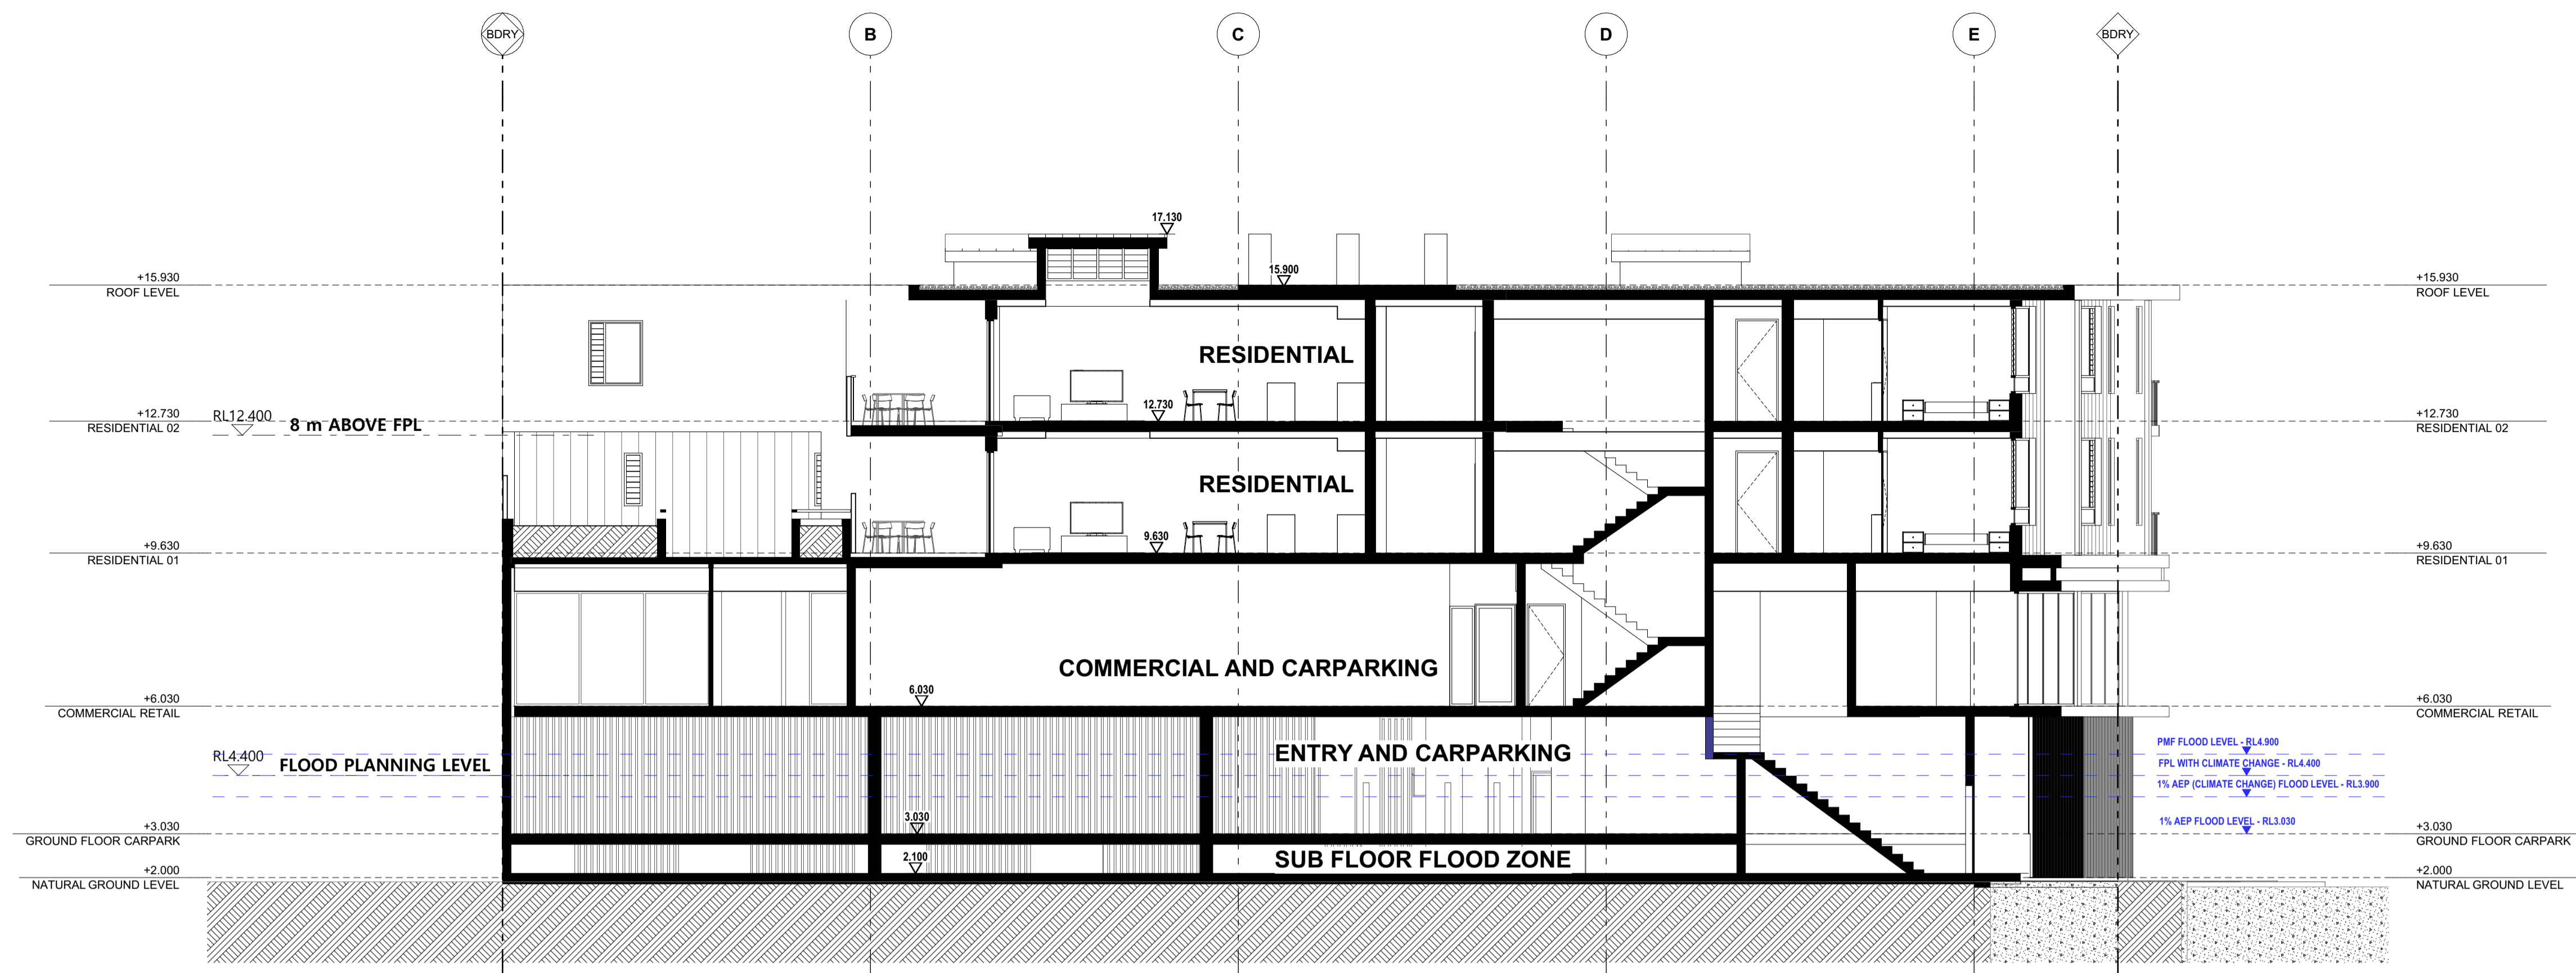 BDRY
B
C
D
E
BDRY
17.130
15.900
+15.930
ROOF LEVEL
+15.930
ROOF LEVEL
RESIDENTIAL
+12.730
RESIDENTIAL 02
RL12.400
8 m ABOVE FPL
12.730
+12.730
RESIDENTIAL 02
RESIDENTIAL
+9.630
RESIDENTIAL 01
9.630
+9.630
RESIDENTIAL 01
COMMERCIAL AND CARPARKING
+6.030
COMMERCIAL RETAIL
6.030
+6.030
COMMERCIAL RETAIL
RL4.400
FLOOD PLANNING LEVEL
ENTRY AND CARPARKING
PMF FLOOD LEVEL - RL4.900
FPL WITH CLIMATE CHANGE - RL4.400
1% AEP (CLIMATE CHANGE) FLOOD LEVEL - RL3.900
1% AEP FLOOD LEVEL - RL3.030
+3.030
GROUND FLOOR CARPARK
3.030
+3.030
GROUND FLOOR CARPARK
2.100
SUB FLOOR FLOOD ZONE
+2.000
NATURAL GROUND LEVEL
+2.000
NATURAL GROUND LEVEL